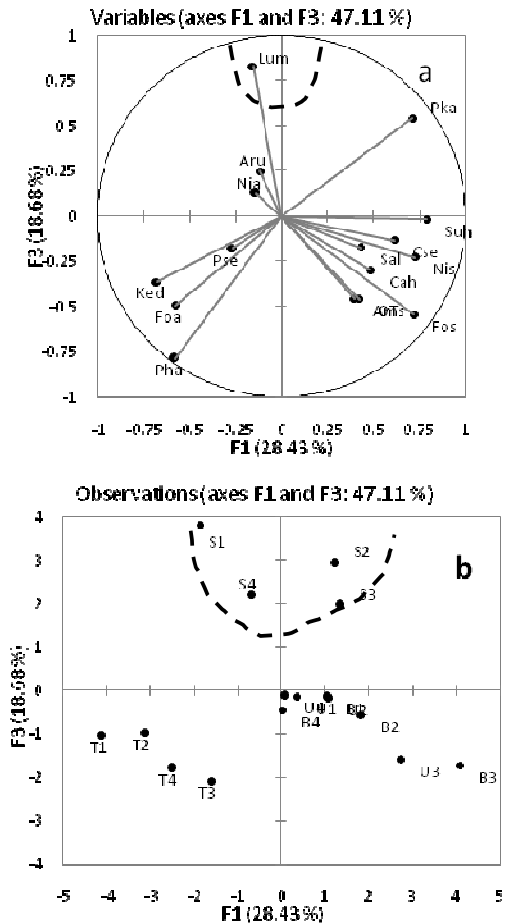 Variables (axes F1 and F3: 47.11 %)
a
1
0.75
0.5
0.25
0
-0.25
-0.5
-0.75
-1
F3 (18.68 %)
Lum
Pka
Aru
Nia
Suh
Cse
Nis
Sal
Cah
Fos
Pse
Ked
Foa
Pha
-1 -0.75 -0.5 -0.25 0 0.25 0.5 0.75 1
F1 (28.43 %)
Observations (axes F1 and F3: 47.11 %)
b
4
3
2
1
0
-1
-2
-3
-4
F3 (18.68 %)
S1
S2
S4
S3
B4
B2
U3
B3
T1
T2
T4
T3
-5 -4 -3 -2 -1 0 1 2 3 4 5
F1 (28.43 %)